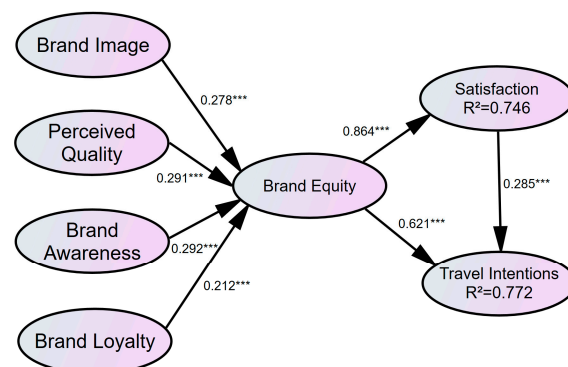 Brand Image
0.278***
Perceived
Quality
0.291***
Brand
Awareness
0.292***
Brand Loyalty
0.212***
Brand Equity
0.864***
0.621***
Satisfaction
R²=0.746
0.285***
Travel Intentions
R²=0.772